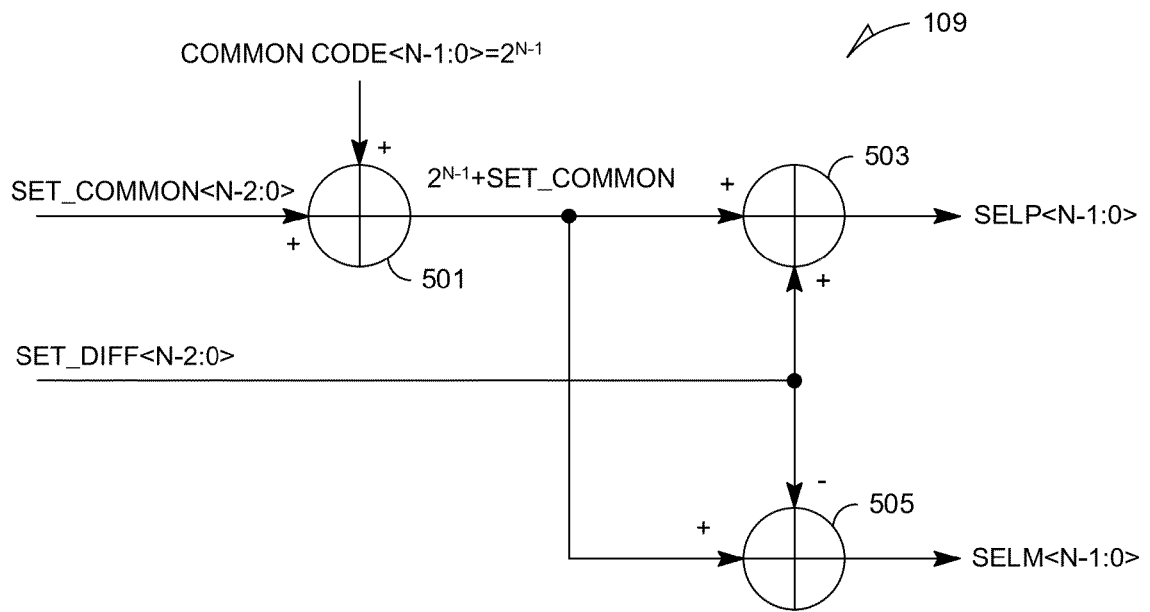 109
COMMON CODE<N-1:0>=2^N-1
+
503
SET_COMMON<N-2:0>
2^N-1+SET_COMMON
+
SELP<N-1:0>
+
501
+
SET_DIFF<N-2:0>
-
505
+
SELM<N-1:0>